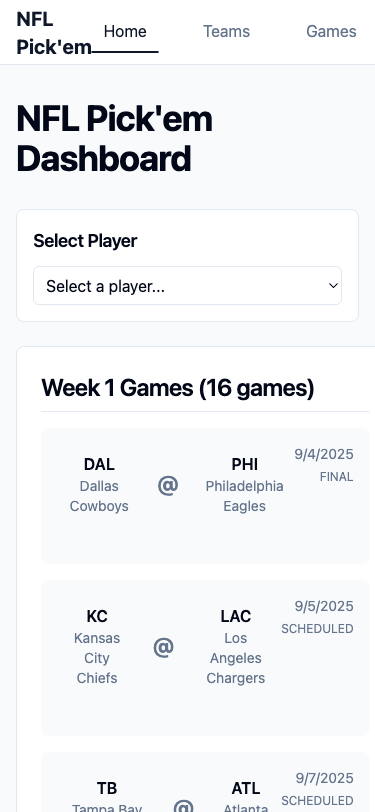 NFL
Pick'em
Home
Teams
Games
NFL Pick'em
Dashboard
Select Player
Select a player...
Week 1 Games (16 games)
DAL
Dallas
Cowboys
@
PHI
Philadelphia
Eagles
9/4/2025
FINAL
KC
Kansas
City
Chiefs
@
LAC
Los
Angeles
Chargers
9/5/2025
SCHEDULED
TB
Tampa Bay
@
ATL
Atlanta
9/7/2025
SCHEDULED